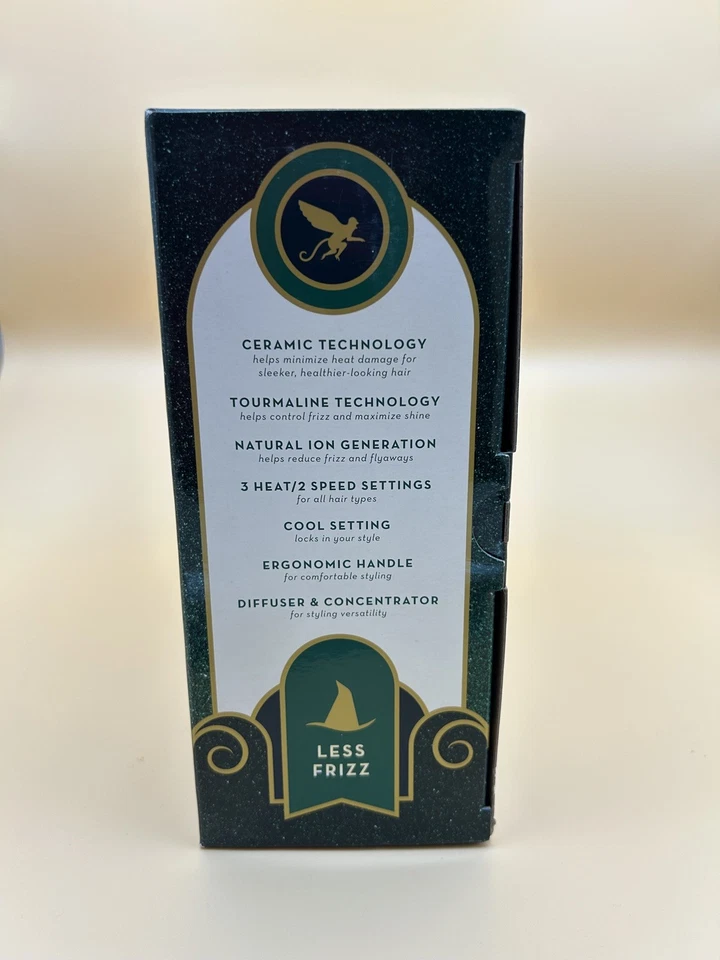 CERAMIC TECHNOLOGY
helps minimize heat damage for
sleeker, healthier-looking hair
TOURMALINE TECHNOLOGY
helps control frizz and maximize shine
NATURAL ION GENERATION
helps reduce frizz and flyaways
3 HEAT/2 SPEED SETTINGS
for all hair types
COOL SETTING
locks in your style
ERGONOMIC HANDLE
for comfortable styling
DIFFUSER & CONCENTRATOR
for styling versatility
LESS
FRIZZ